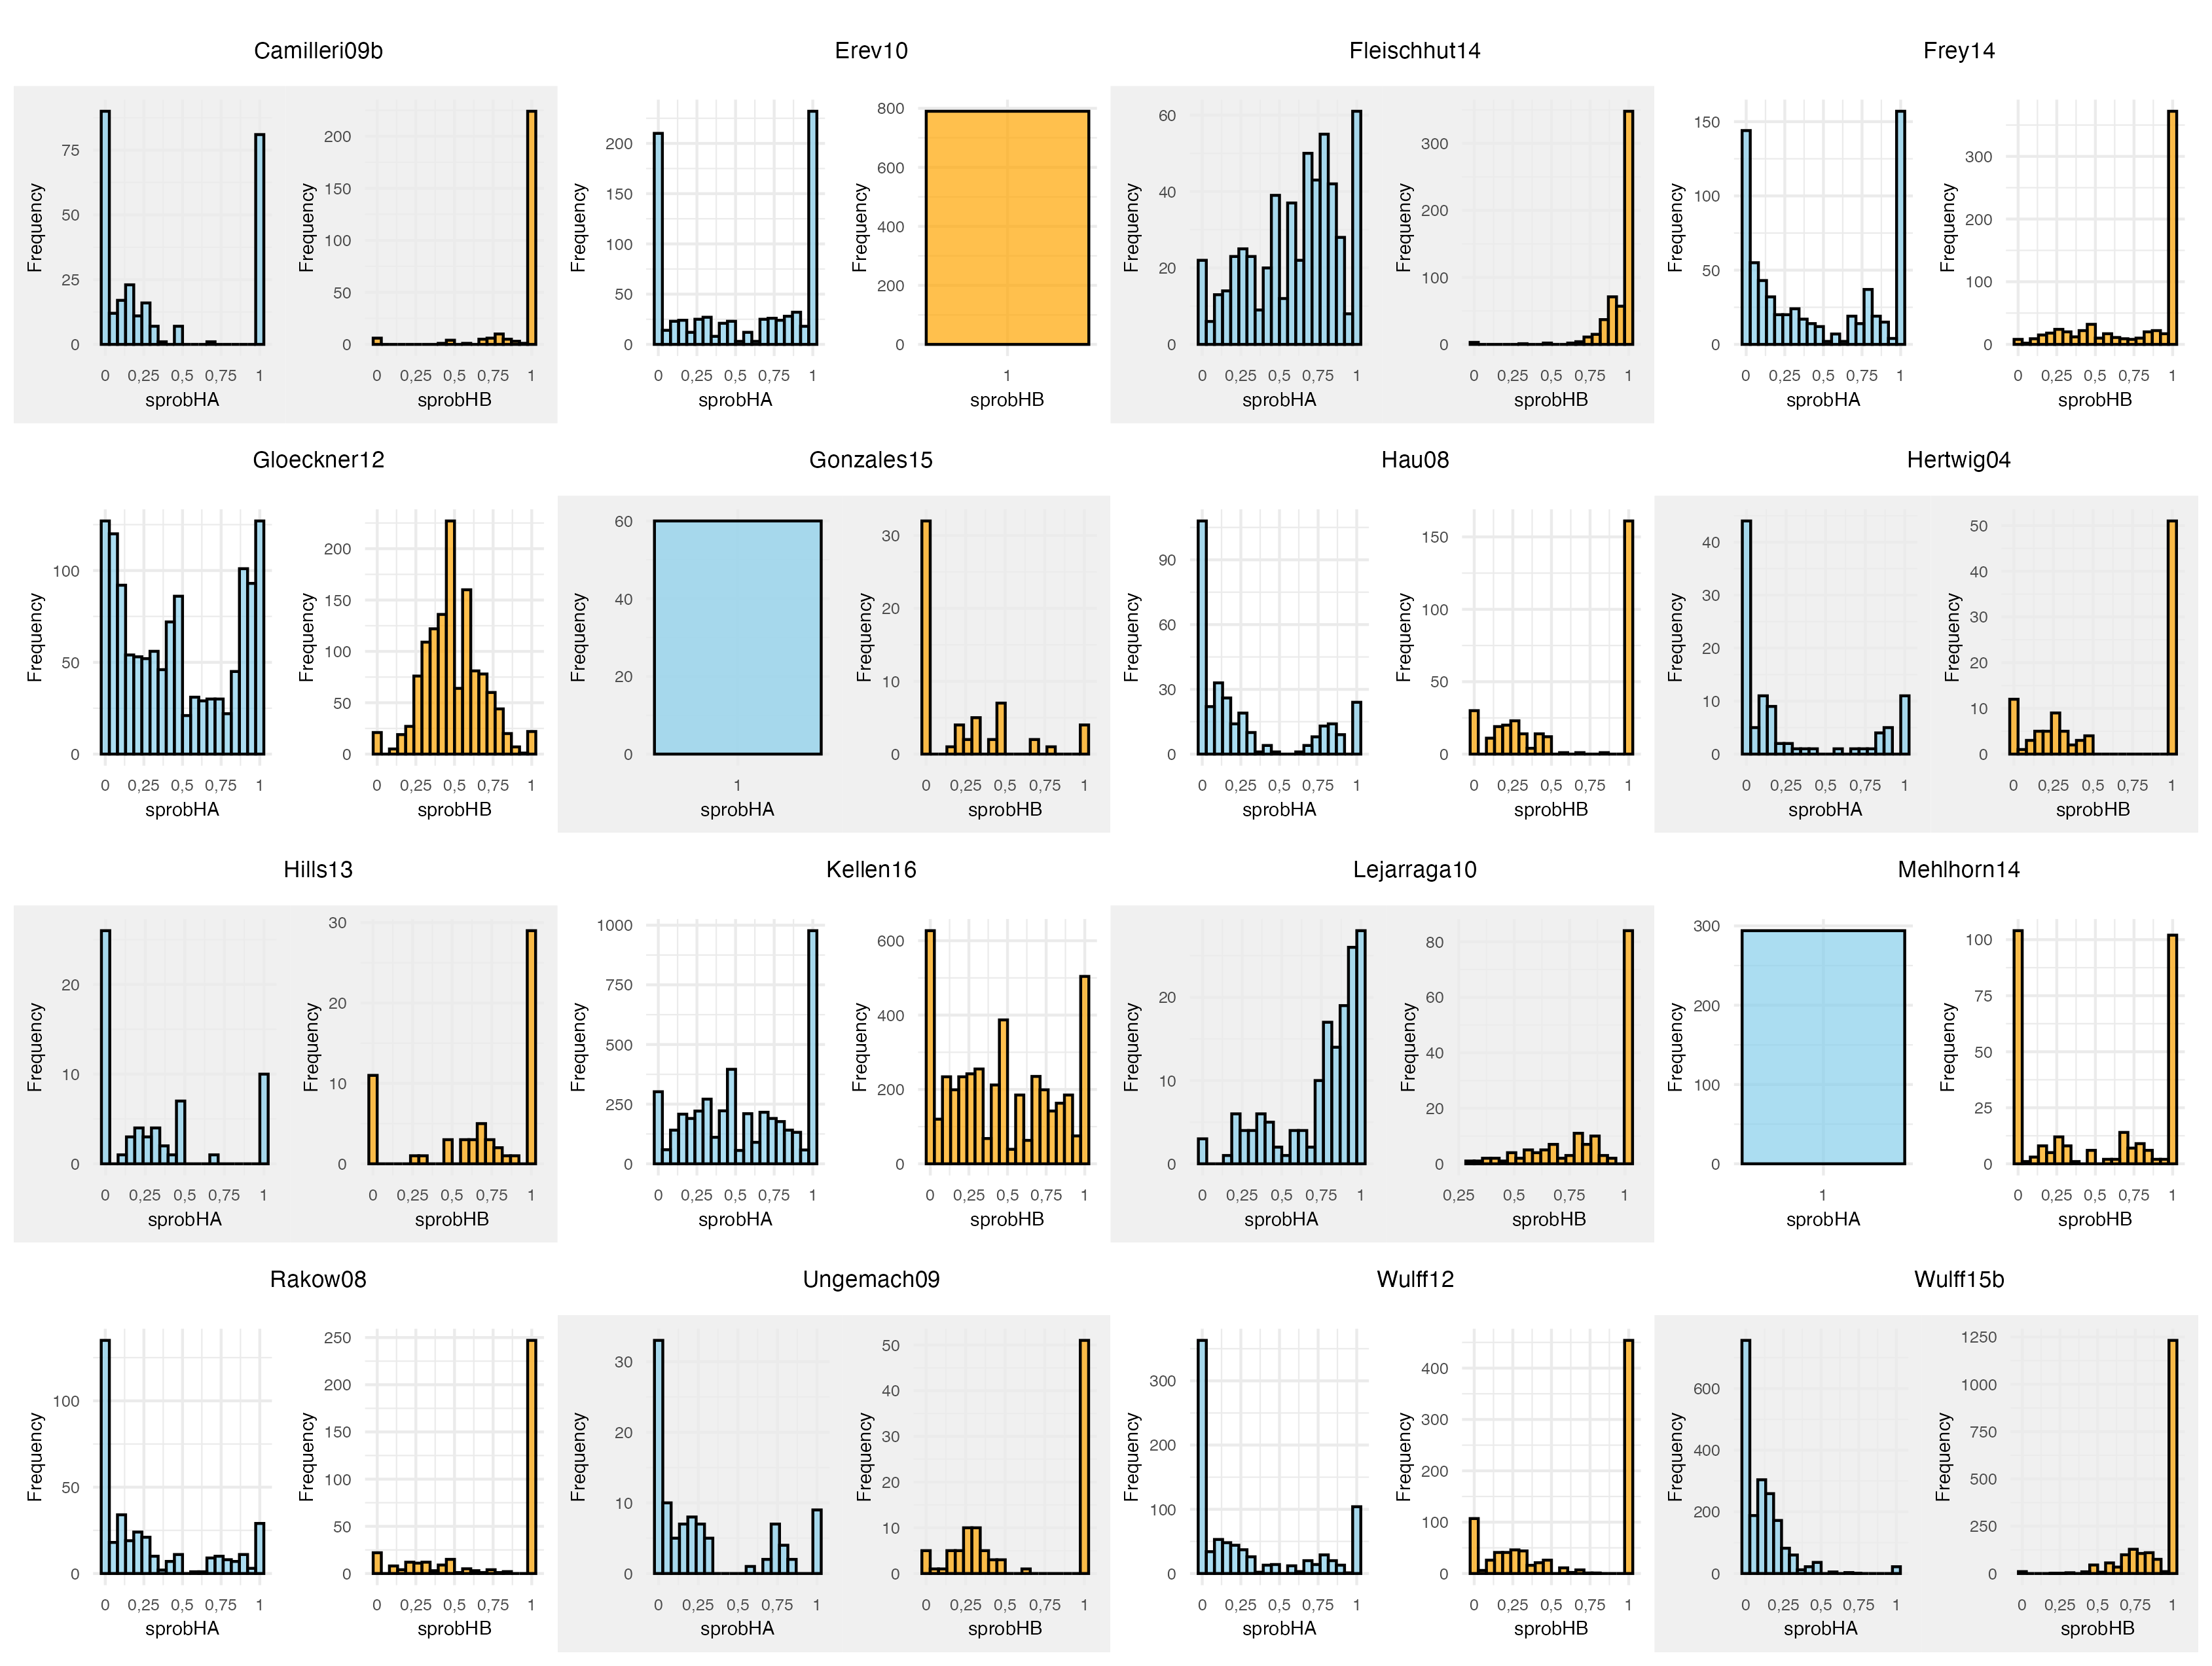 Camilleri09b Erev10 Fleischhut14 Frey14
Frequency 0 25 50 75 0 0,25 0,5 0,75 1 sprobHA
Frequency 0 50 100 150 200 0 0,25 0,5 0,75 1 sprobHB
Frequency 0 50 100 150 200 0 0,25 0,5 0,75 1 sprobHA
Frequency 0 200 400 600 800 1 sprobHB
Frequency 0 20 40 60 0 0,25 0,5 0,75 1 sprobHA
Frequency 0 100 200 300 0 0,25 0,5 0,75 1 sprobHB
Frequency 0 50 100 150 0 0,25 0,5 0,75 1 sprobHA
Frequency 0 100 200 300 0 0,25 0,5 0,75 1 sprobHB
Gloeckner12 Gonzales15 Hau08 Hertwig04
Frequency 0 50 100 0 0,25 0,5 0,75 1 sprobHA
Frequency 0 50 100 150 200 0 0,25 0,5 0,75 1 sprobHB
Frequency 0 20 40 60 1 sprobHA
Frequency 0 10 20 30 0 0,25 0,5 0,75 1 sprobHB
Frequency 0 30 60 90 0 0,25 0,5 0,75 1 sprobHA
Frequency 0 50 100 150 0 0,25 0,5 0,75 1 sprobHB
Frequency 0 10 20 30 40 0 0,25 0,5 0,75 1 sprobHA
Frequency 0 10 20 30 40 50 0 0,25 0,5 0,75 1 sprobHB
Hills13 Kellen16 Lejarraga10 Mehlhorn14
Frequency 0 10 20 0 0,25 0,5 0,75 1 sprobHA
Frequency 0 10 20 30 0 0,25 0,5 0,75 1 sprobHB
Frequency 0 250 500 750 1000 0 0,25 0,5 0,75 1 sprobHA
Frequency 0 200 400 600 0 0,25 0,5 0,75 1 sprobHB
Frequency 0 10 20 0 0,25 0,5 0,75 1 sprobHA
Frequency 0 20 40 60 80 0,25 0,5 0,75 1 sprobHB
Frequency 0 100 200 300 1 sprobHA
Frequency 0 25 50 75 100 0 0,25 0,5 0,75 1 sprobHB
Rakow08 Ungemach09 Wulff12 Wulff15b
Frequency 0 50 100 0 0,25 0,5 0,75 1 sprobHA
Frequency 0 50 100 150 200 250 0 0,25 0,5 0,75 1 sprobHB
Frequency 0 10 20 30 0 0,25 0,5 0,75 1 sprobHA
Frequency 0 10 20 30 40 50 0 0,25 0,5 0,75 1 sprobHB
Frequency 0 100 200 300 0 0,25 0,5 0,75 1 sprobHA
Frequency 0 100 200 300 400 0 0,25 0,5 0,75 1 sprobHB
Frequency 0 200 400 600 0 0,25 0,5 0,75 1 sprobHA
Frequency 0 250 500 750 1000 1250 0 0,25 0,5 0,75 1 sprobHB